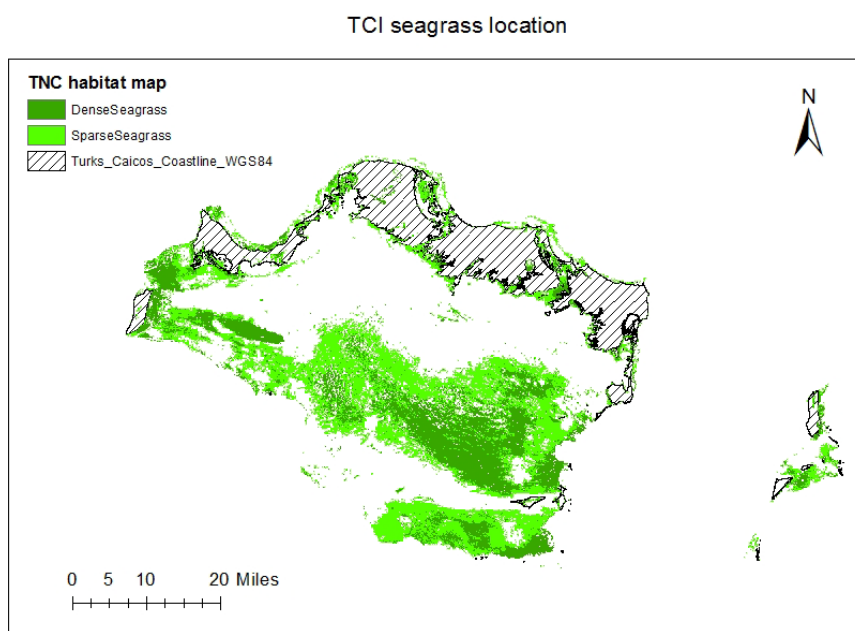 TCI seagrass location
TNC habitat map
DenseSeagrass
SparseSeagrass
Turks_Caicos_Coastline_WGS84
N
0 5 10 20 Miles